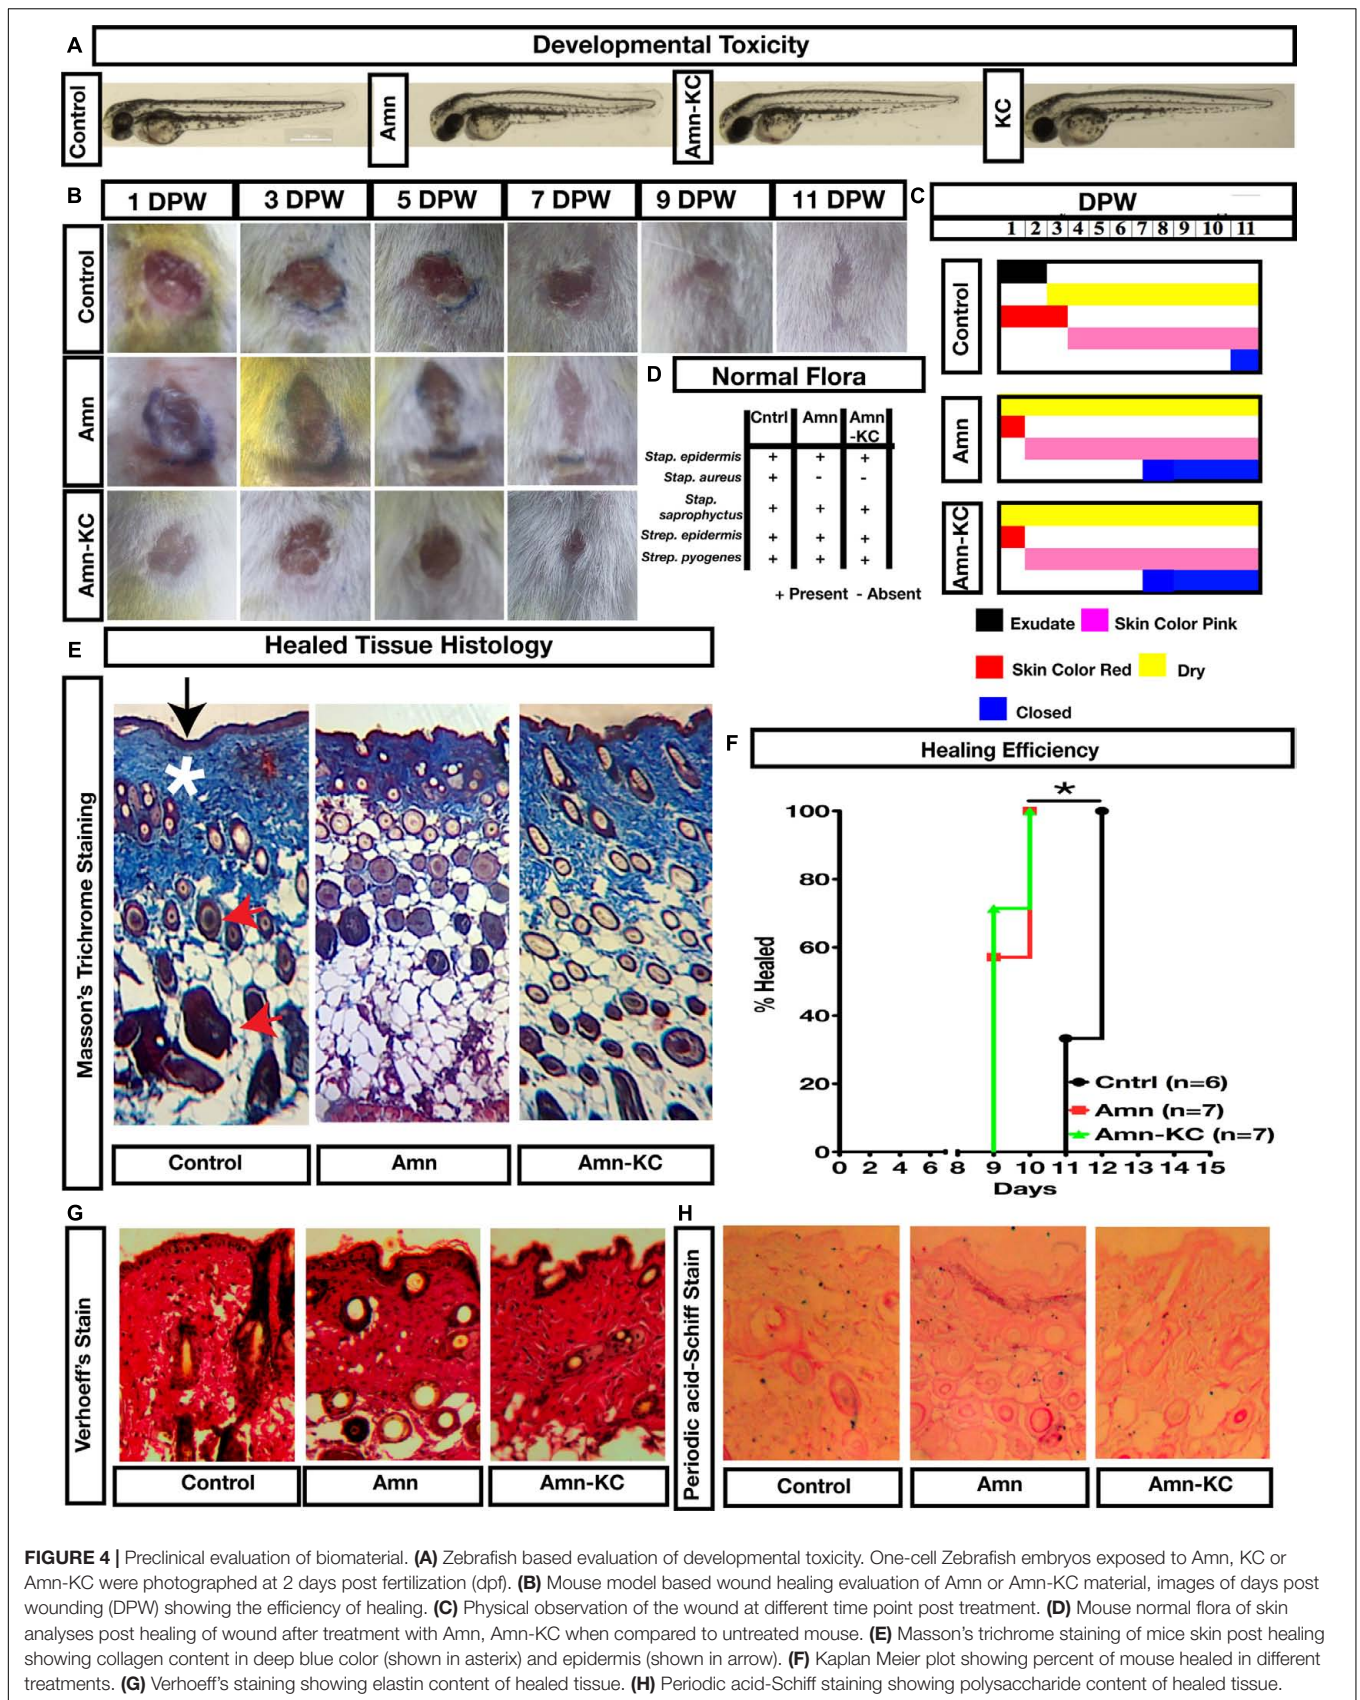 A
Developmental Toxicity
Control
Amn
Amn-KC
KC
B
1 DPW
3 DPW
5 DPW
7 DPW
9 DPW
11 DPW
Control
Amn
Amn-KC
C
DPW
1 2 3 4 5 6 7 8 9 10 11
Control
Amn
Amn-KC
Exudate
Skin Color Pink
Skin Color Red
Dry
Closed
D
Normal Flora
Cntrl Amn Amn
-KC
Stap. epidermis + + +
Stap. aureus + - -
Stap.
saprophyctus + + +
Strep. epidermis + + +
Strep. pyogenes + + +
+ Present - Absent
E
Healed Tissue Histology
Masson's Trichrome Staining
*
Control
Amn
Amn-KC
F
Healing Efficiency
*
% Healed
100
80
60
40
20
0
0 2 4 6 8 9 10 11 12 13 14 15
Days
Cntrl (n=6)
Amn (n=7)
Amn-KC (n=7)
G
Verhoeff's Stain
Control
Amn
Amn-KC
H
Periodic acid-Schiff Stain
Control
Amn
Amn-KC
FIGURE 4 | Preclinical evaluation of biomaterial. (A) Zebrafish based evaluation of developmental toxicity. One-cell Zebrafish embryos exposed to Amn, KC or
Amn-KC were photographed at 2 days post fertilization (dpf). (B) Mouse model based wound healing evaluation of Amn or Amn-KC material, images of days post
wounding (DPW) showing the efficiency of healing. (C) Physical observation of the wound at different time point post treatment. (D) Mouse normal flora of skin
analyses post healing of wound after treatment with Amn, Amn-KC when compared to untreated mouse. (E) Masson's trichrome staining of mice skin post healing
showing collagen content in deep blue color (shown in asterix) and epidermis (shown in arrow). (F) Kaplan Meier plot showing percent of mouse healed in different
treatments. (G) Verhoeff's staining showing elastin content of healed tissue. (H) Periodic acid-Schiff staining showing polysaccharide content of healed tissue.